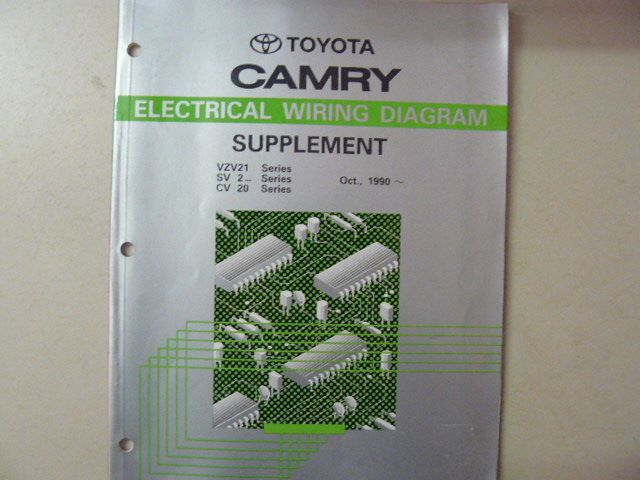 TOYOTA
CAMRY
ELECTRICAL WIRING DIAGRAM
SUPPLEMENT
VZV21 Series
SV 2_ Series
CV 20 Series
Oct., 1990 ～